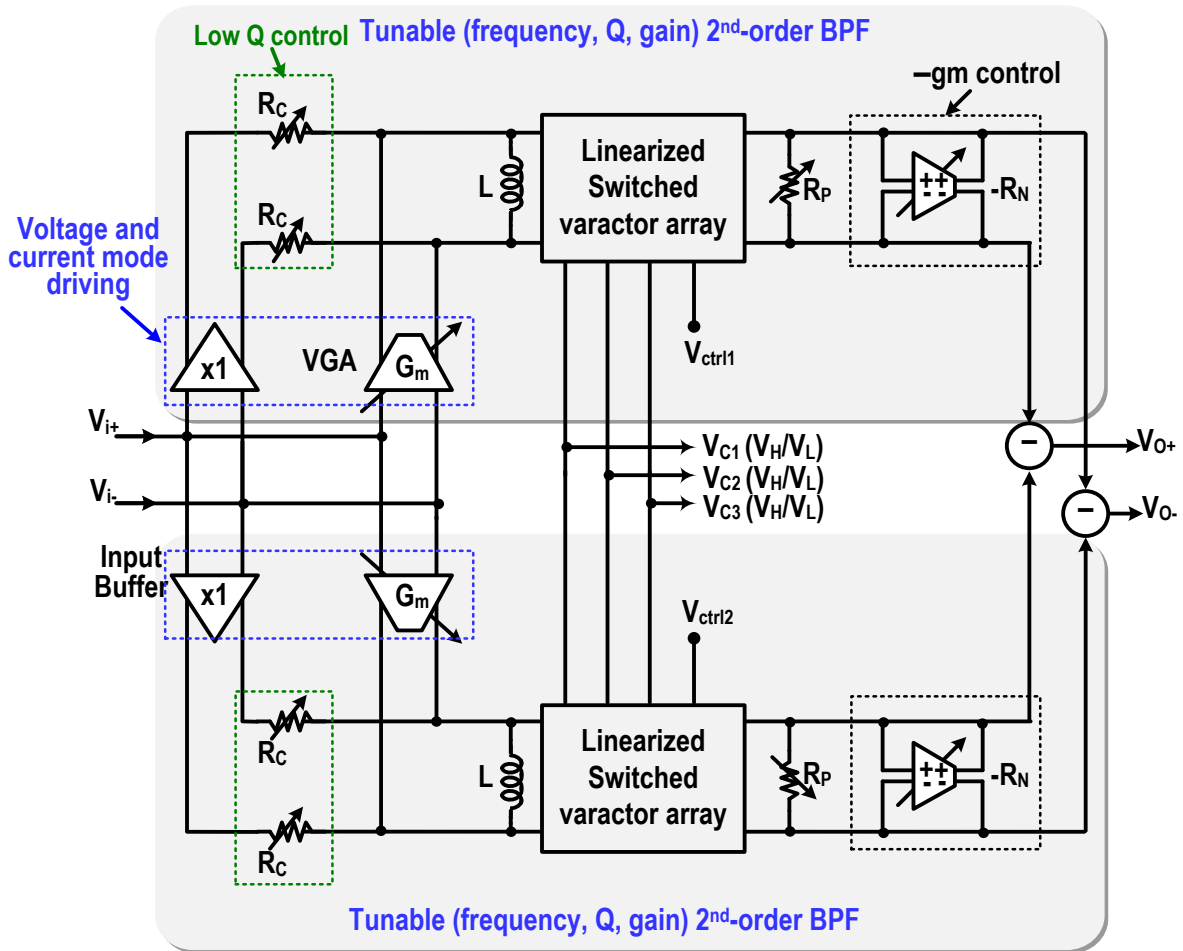 Tunable (frequency, Q, gain) 2nd-order BPF
Low Q control
–gm control
RC
L
Linearized
Switched
varactor array
RP
++
--
-RN
RC
Voltage and
current mode
driving
x1
VGA
Gm
Vctrl1
Vi+
VC1 (VH/VL)
VO+
Vi-
VC2 (VH/VL)
VC3 (VH/VL)
VO-
Input
Buffer
x1
Gm
Vctrl2
RC
L
Linearized
Switched
varactor array
RP
++
--
-RN
RC
Tunable (frequency, Q, gain) 2nd-order BPF